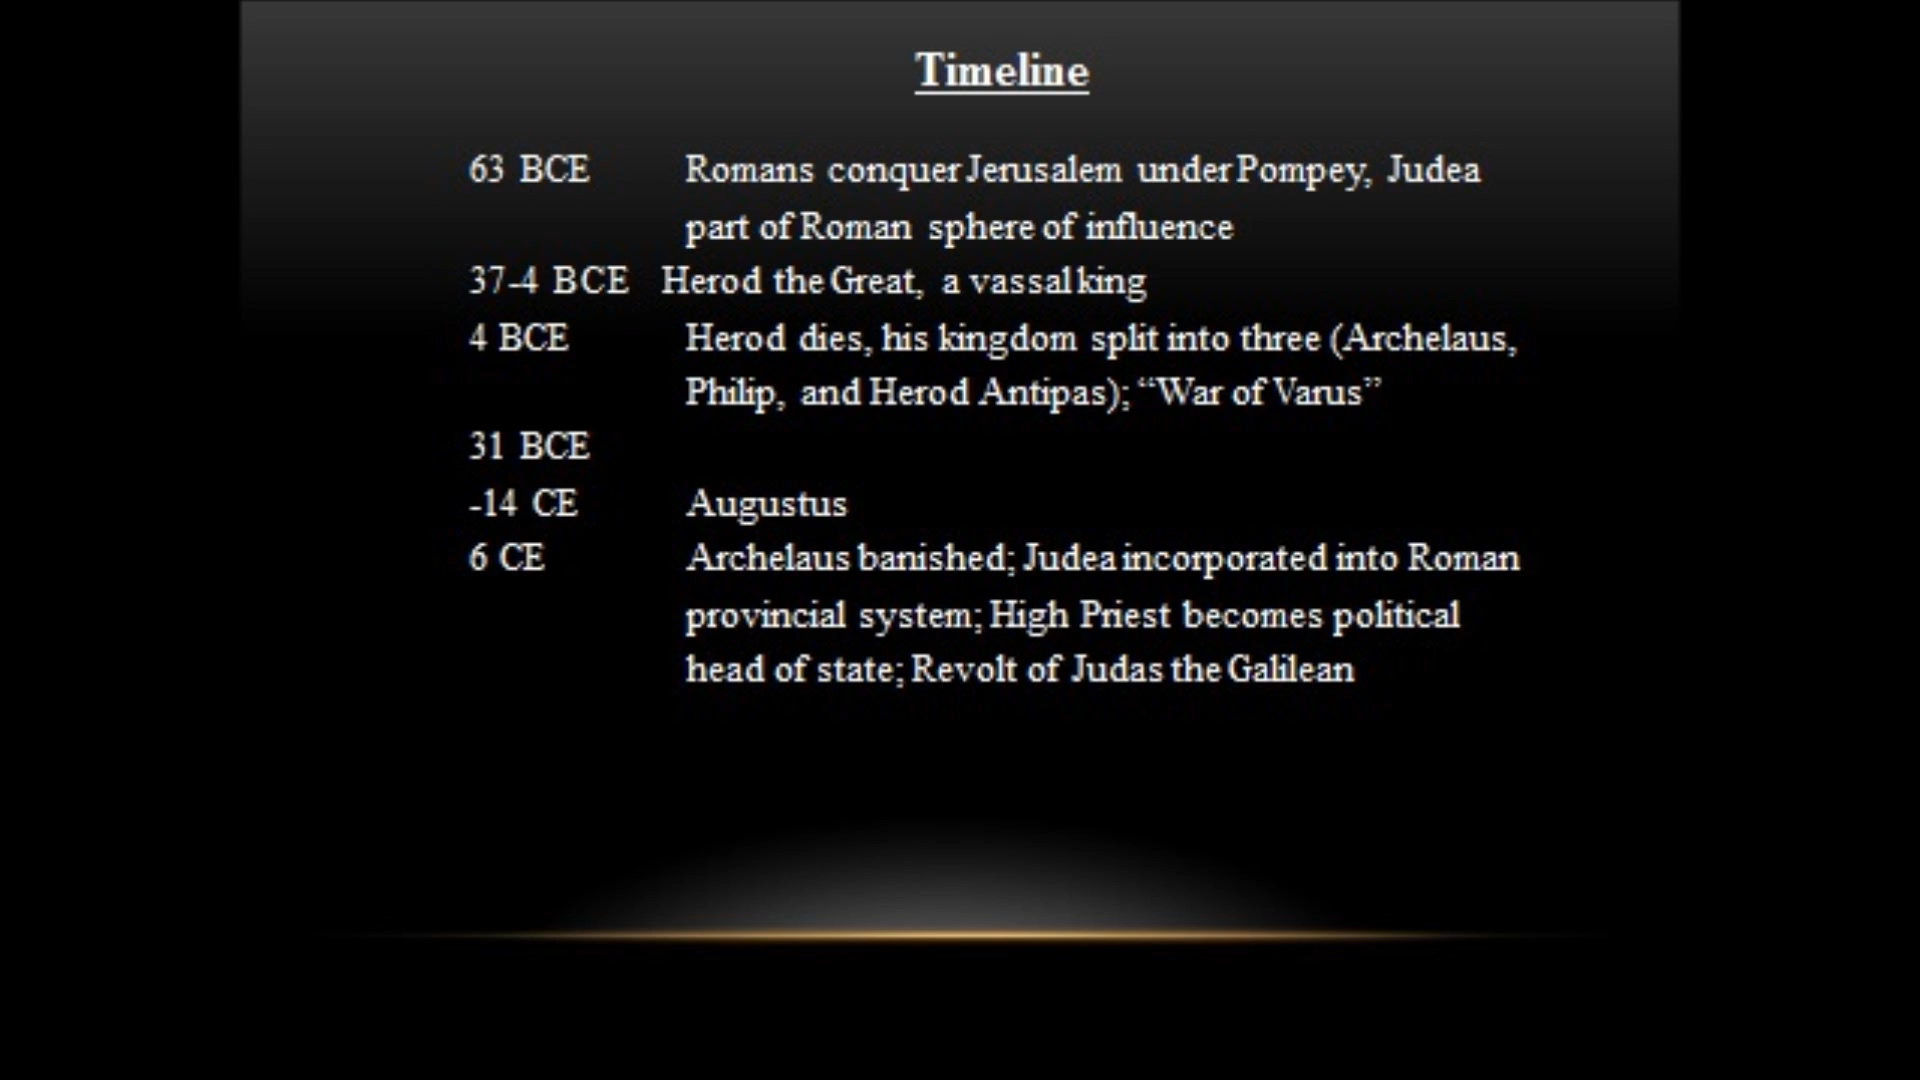 Timeline
63 BCE Romans conquer Jerusalem under Pompey, Judea
part of Roman sphere of influence
37-4 BCE Herod the Great, a vassal king
4 BCE Herod dies, his kingdom split into three (Archelaus,
Philip, and Herod Antipas); “War of Varus”
31 BCE
-14 CE Augustus
6 CE Archelaus banished; Judea incorporated into Roman
provincial system; High Priest becomes political
head of state; Revolt of Judas the Galilean